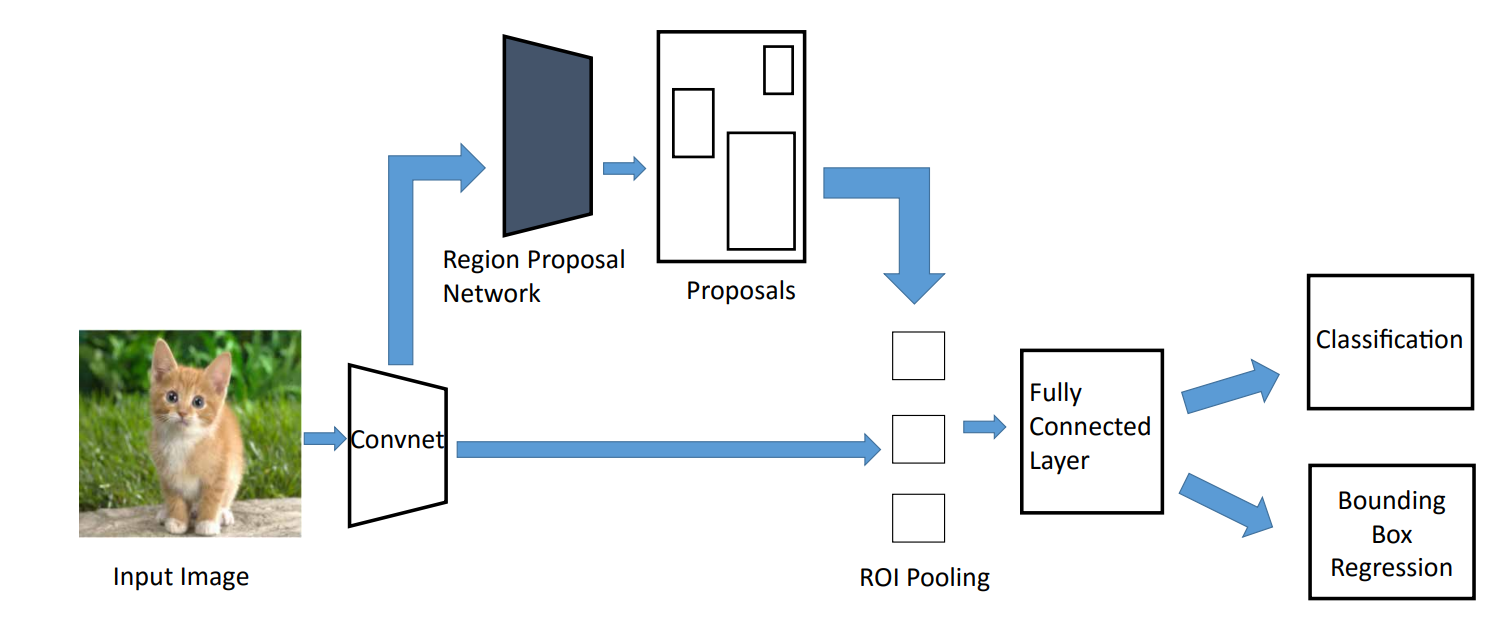 Region Proposal
Network
Proposals
Input Image
Convnet
ROI Pooling
Fully
Connected
Layer
Classification
Bounding
Box
Regression